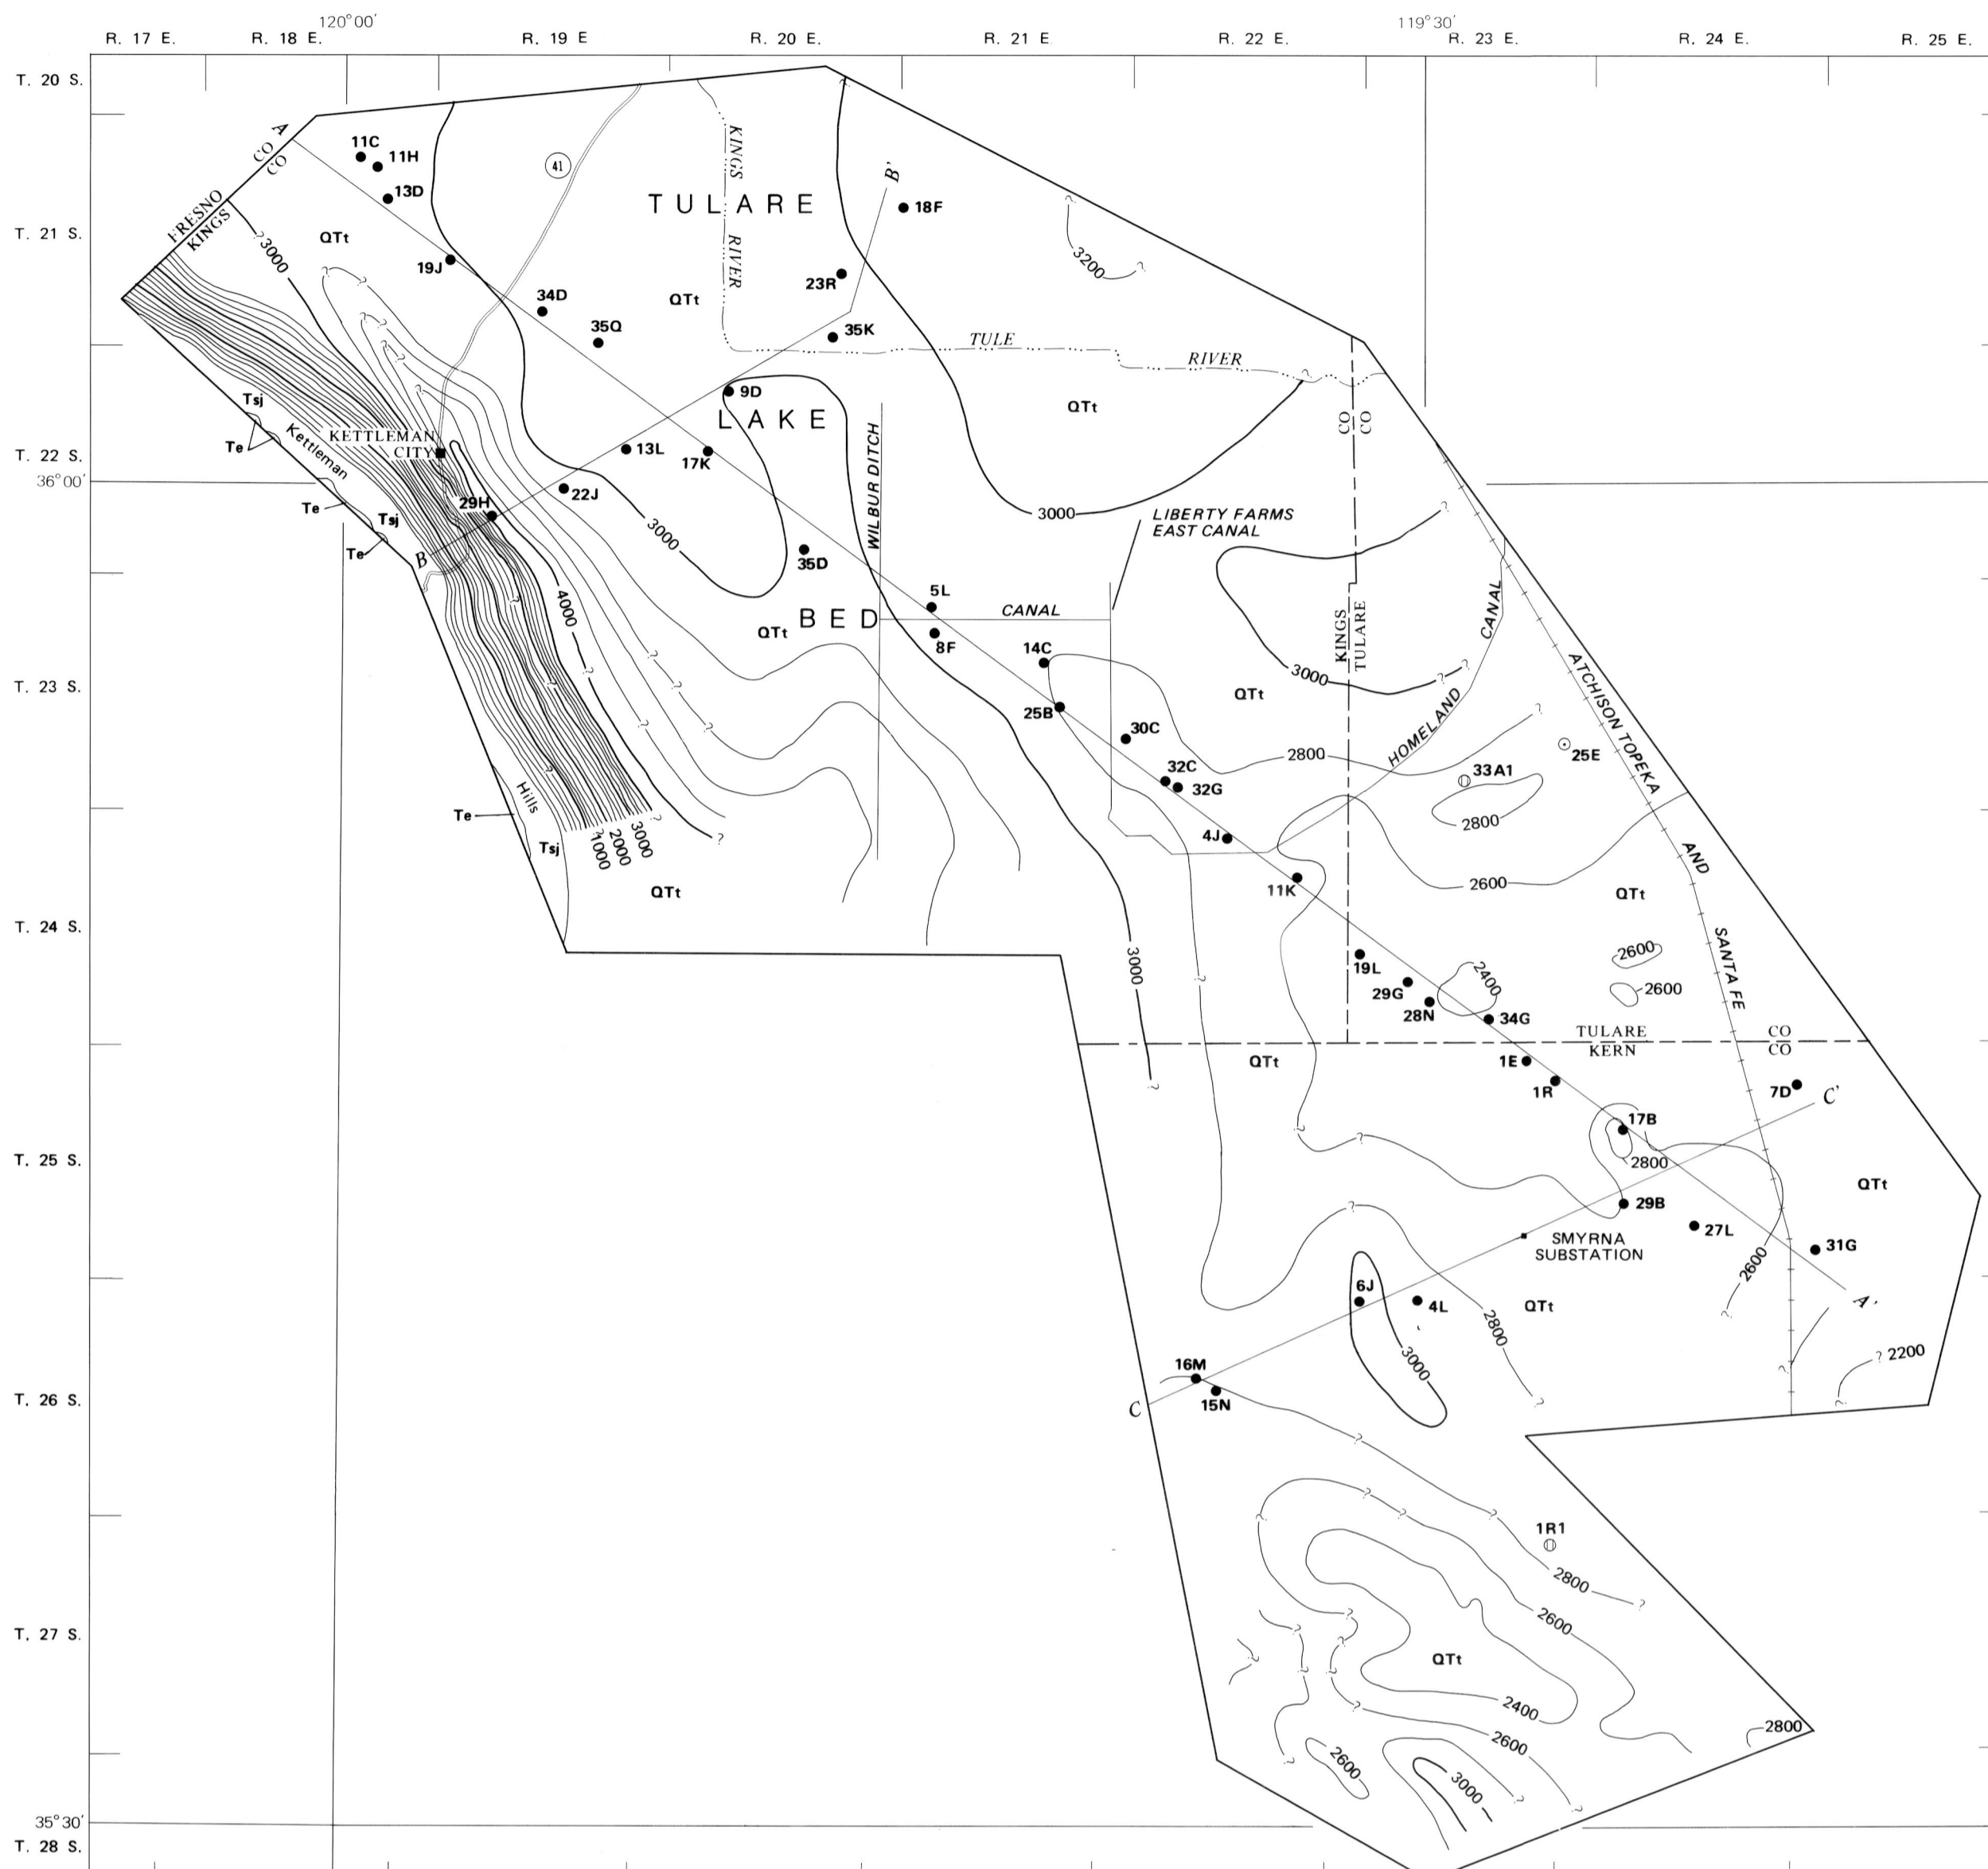 120°00′
119°30′
R. 17 E.
R. 18 E.
R. 19 E
R. 20 E.
R. 21 E.
R. 22 E.
R. 23 E.
R. 24 E.
R. 25 E.
T. 20 S.
T. 21 S.
T. 22 S.
36°00′
T. 23 S.
T. 24 S.
T. 25 S.
T. 26 S.
T. 27 S.
35°30′
T. 28 S.
A
CO
CO
FRESNO
KINGS
11C
11H
13D
41
KINGS
RIVER
TULARE
B'
18F
?
3000
QTt
19J
34D
35Q
QTt
23R
35K
3200
TULE
RIVER
QTt
9D
LAKE
CO
CO
Tsj
Te
Kettleman
KETTLEMAN
CITY
13L
17K
WILBUR DITCH
22J
29H
Te
Tsj
Te
B
3000
3000
LIBERTY FARMS
EAST CANAL
35D
4000
5L
CANAL
BED
QTt
8F
14C
KINGS
TULARE
CANAL
3000
QTt
HOMELAND
ATCHISON TOPEKA
25B
30C
2800
25E
33A1
32C
32G
2800
Hills
Te
Tsj
1000
2000
3000
4J
AND
11K
2600
QTt
QTt
3000
SANTA FE
2600
2600
19L
29G
28N
2400
34G
TULARE
KERN
CO
CO
QTt
1E
1R
7D
C'
17B
2800
QTt
29B
27L
31G
SMYRNA
SUBSTATION
2600
6J
4L
QTt
A'
2800
3000
2200
16M
15N
C
1R1
2800
2600
QTt
2400
2600
2800
2600
3000